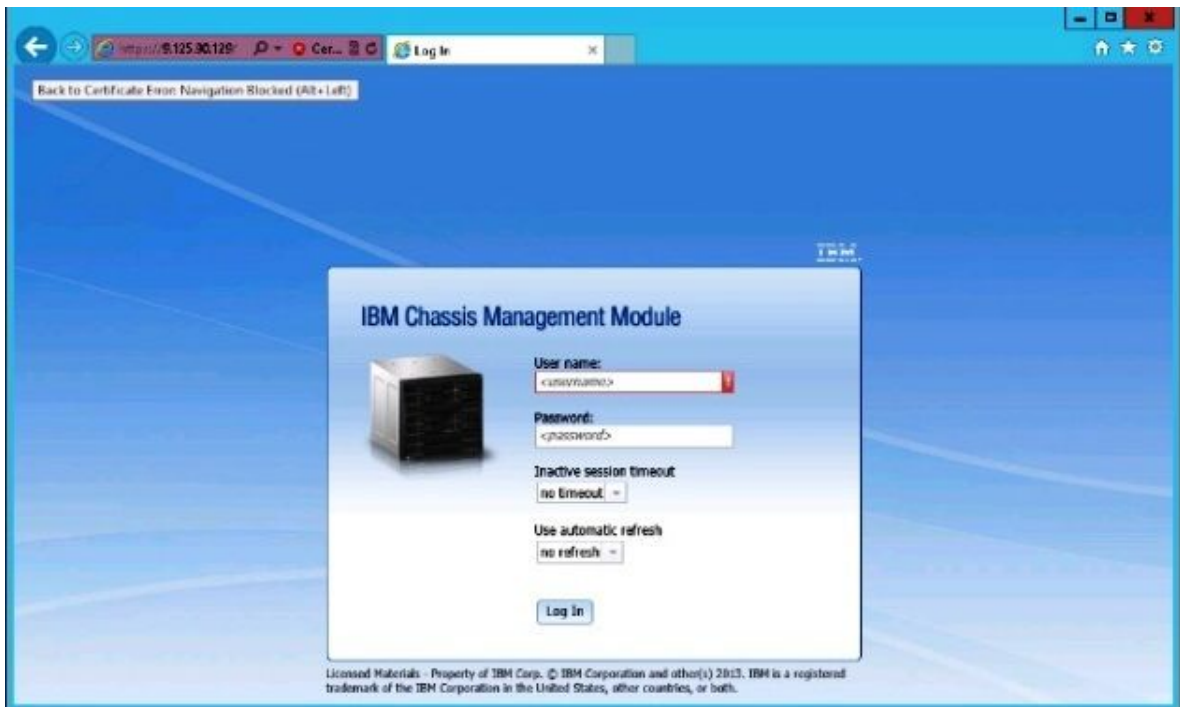 https://9.125.90.129/ Cer... Log In
Back to Certificate Error: Navigation Blocked (Alt+Left)
IBM
IBM Chassis Management Module
User name:
<username>
Password:
<password>
Inactive session timeout
no timeout
Use automatic refresh
no refresh
Log In
Licensed Materials - Property of IBM Corp. © IBM Corporation and other(s) 2013. IBM is a registered
trademark of the IBM Corporation in the United States, other countries, or both.